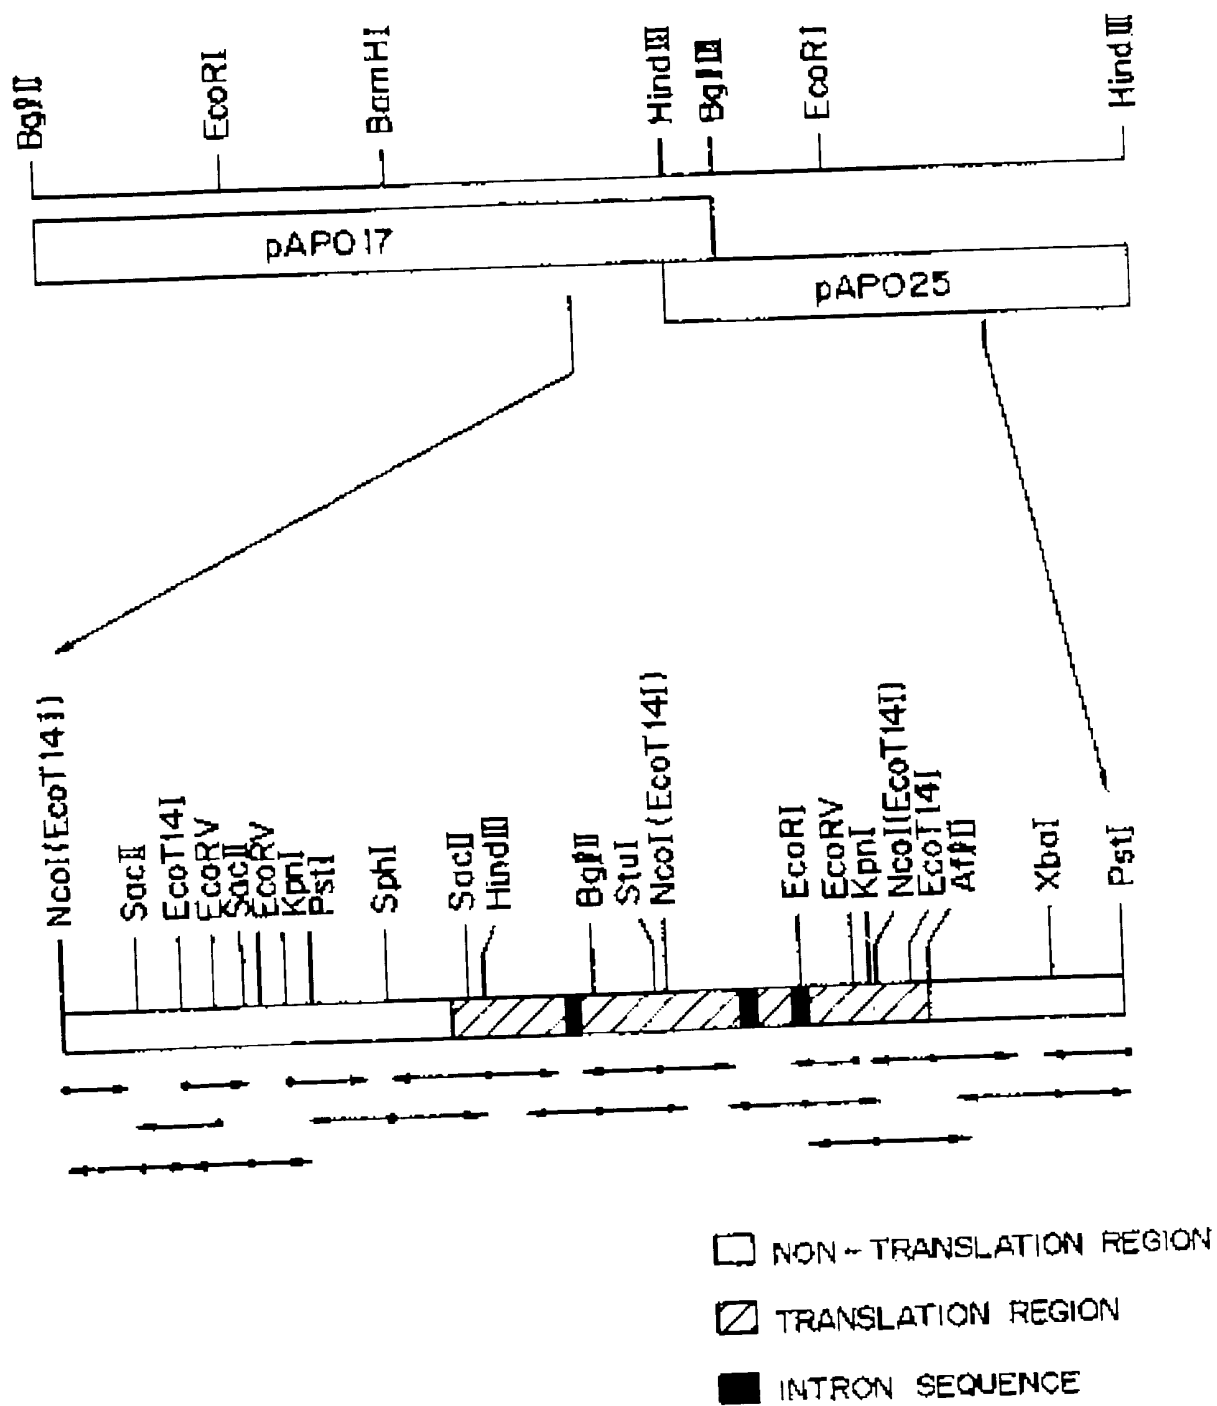 BglII
EcoRI
BamHI
HindIII
BglII
EcoRI
HindIII
pAPO17
pAPO25
NcoI(EcoT14I)
SacII
EcoT14I
EcoRV
SacII
EcoRV
KpnI
PstI
SphI
SacII
HindIII
BglII
StuI
NcoI(EcoT14I)
EcoRI
EcoRV
KpnI
NcoI(EcoT14I)
EcoT14I
AflII
XbaI
PstI
NON-TRANSLATION REGION
TRANSLATION REGION
INTRON SEQUENCE